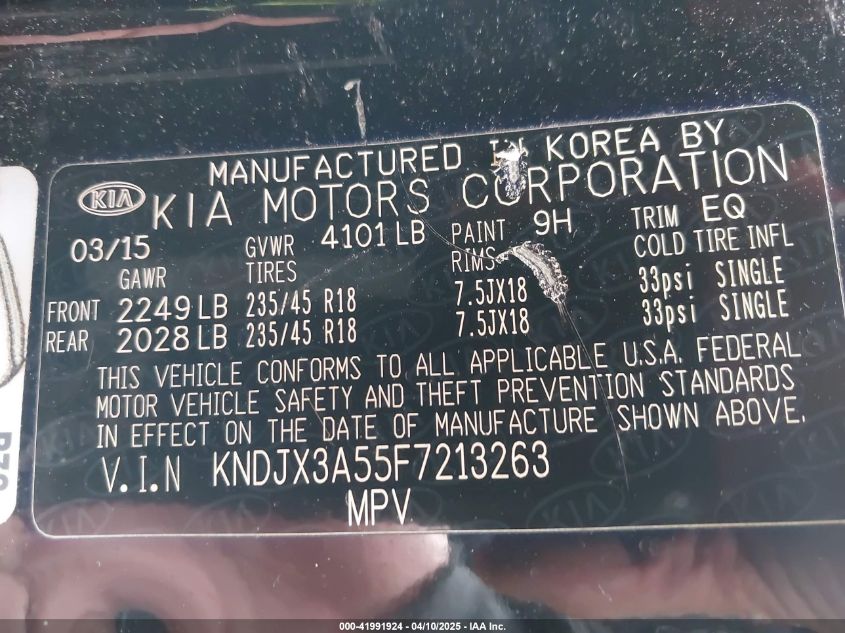 MANUFACTURED IN KOREA BY
KIA KIA MOTORS CORPORATION
03/15 GVWR 4101 LB PAINT 9H TRIM EQ
GAWR TIRES RIMS COLD TIRE INFL
FRONT 2249 LB 235/45 R18 7.5JX18 33psi SINGLE
REAR 2028 LB 235/45 R18 7.5JX18 33psi SINGLE
THIS VEHICLE CONFORMS TO ALL APPLICABLE U.S.A. FEDERAL
MOTOR VEHICLE SAFETY AND THEFT PREVENTION STANDARDS
IN EFFECT ON THE DATE OF MANUFACTURE SHOWN ABOVE.
V.I.N KNDJX3A55F7213263
MPV
000-41991924 - 04/10/2025 - IAA Inc.